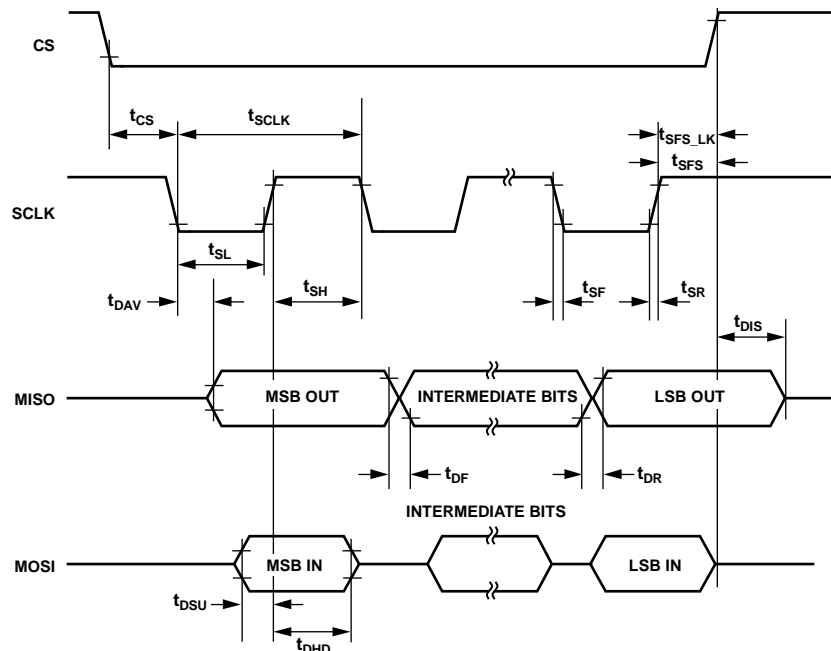 CS
tCS
tSCLK
tSFS_LK
tSFS
SCLK
tSL
tSH
tSF
tSR
tDAV
tDIS
MISO
MSB OUT
INTERMEDIATE BITS
LSB OUT
tDF
tDR
INTERMEDIATE BITS
MOSI
MSB IN
LSB IN
tDSU
tDHD